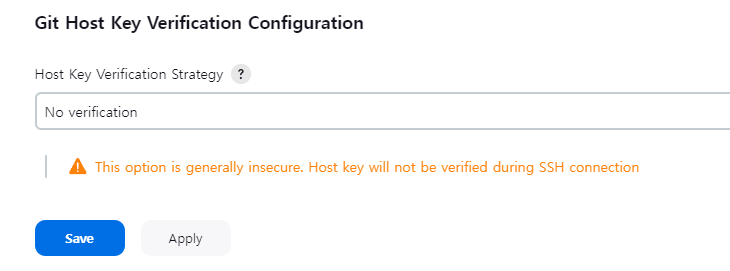 Git Host Key Verification Configuration
Host Key Verification Strategy ?
No verification
This option is generally insecure. Host key will not be verified during SSH connection
Save Apply